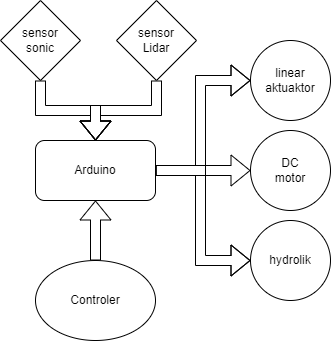 sensor
sonic
sensor
Lidar
linear
aktuaktor
Arduino
DC
motor
hydrolik
Controler